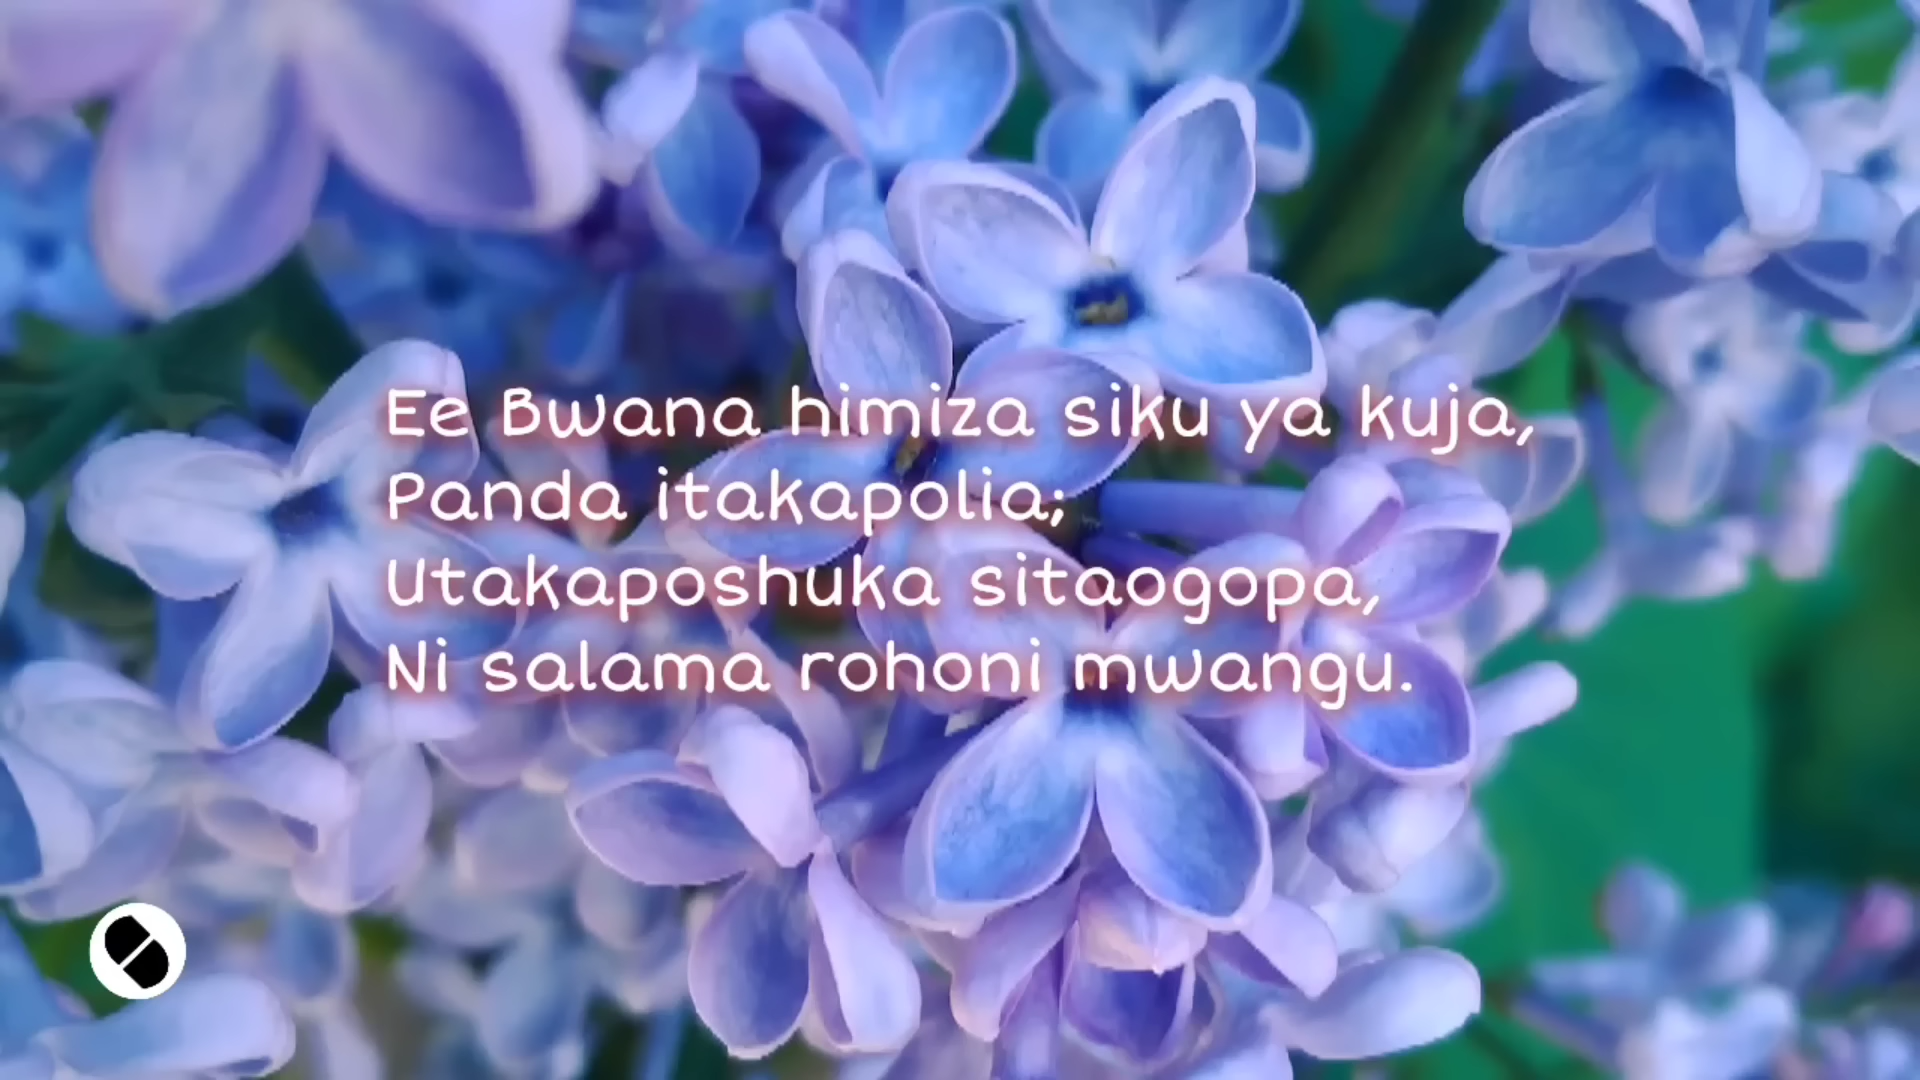 Ee Bwana himiza siku ya kuja,
Panda itakapolia;
Utakaposhuka sitaogopa,
Ni salama rohoni mwangu.